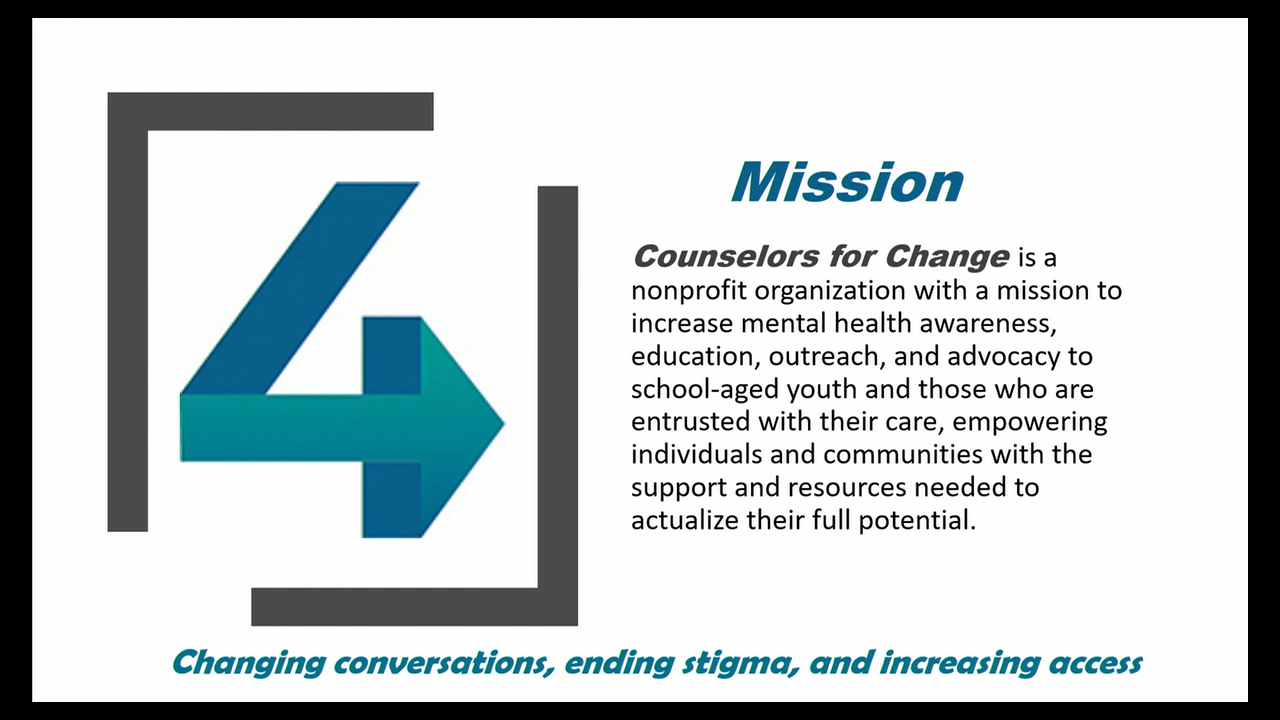 4
Mission
Counselors for Change is a
nonprofit organization with a mission to
increase mental health awareness,
education, outreach, and advocacy to
school-aged youth and those who are
entrusted with their care, empowering
individuals and communities with the
support and resources needed to
actualize their full potential.
Changing conversations, ending stigma, and increasing access